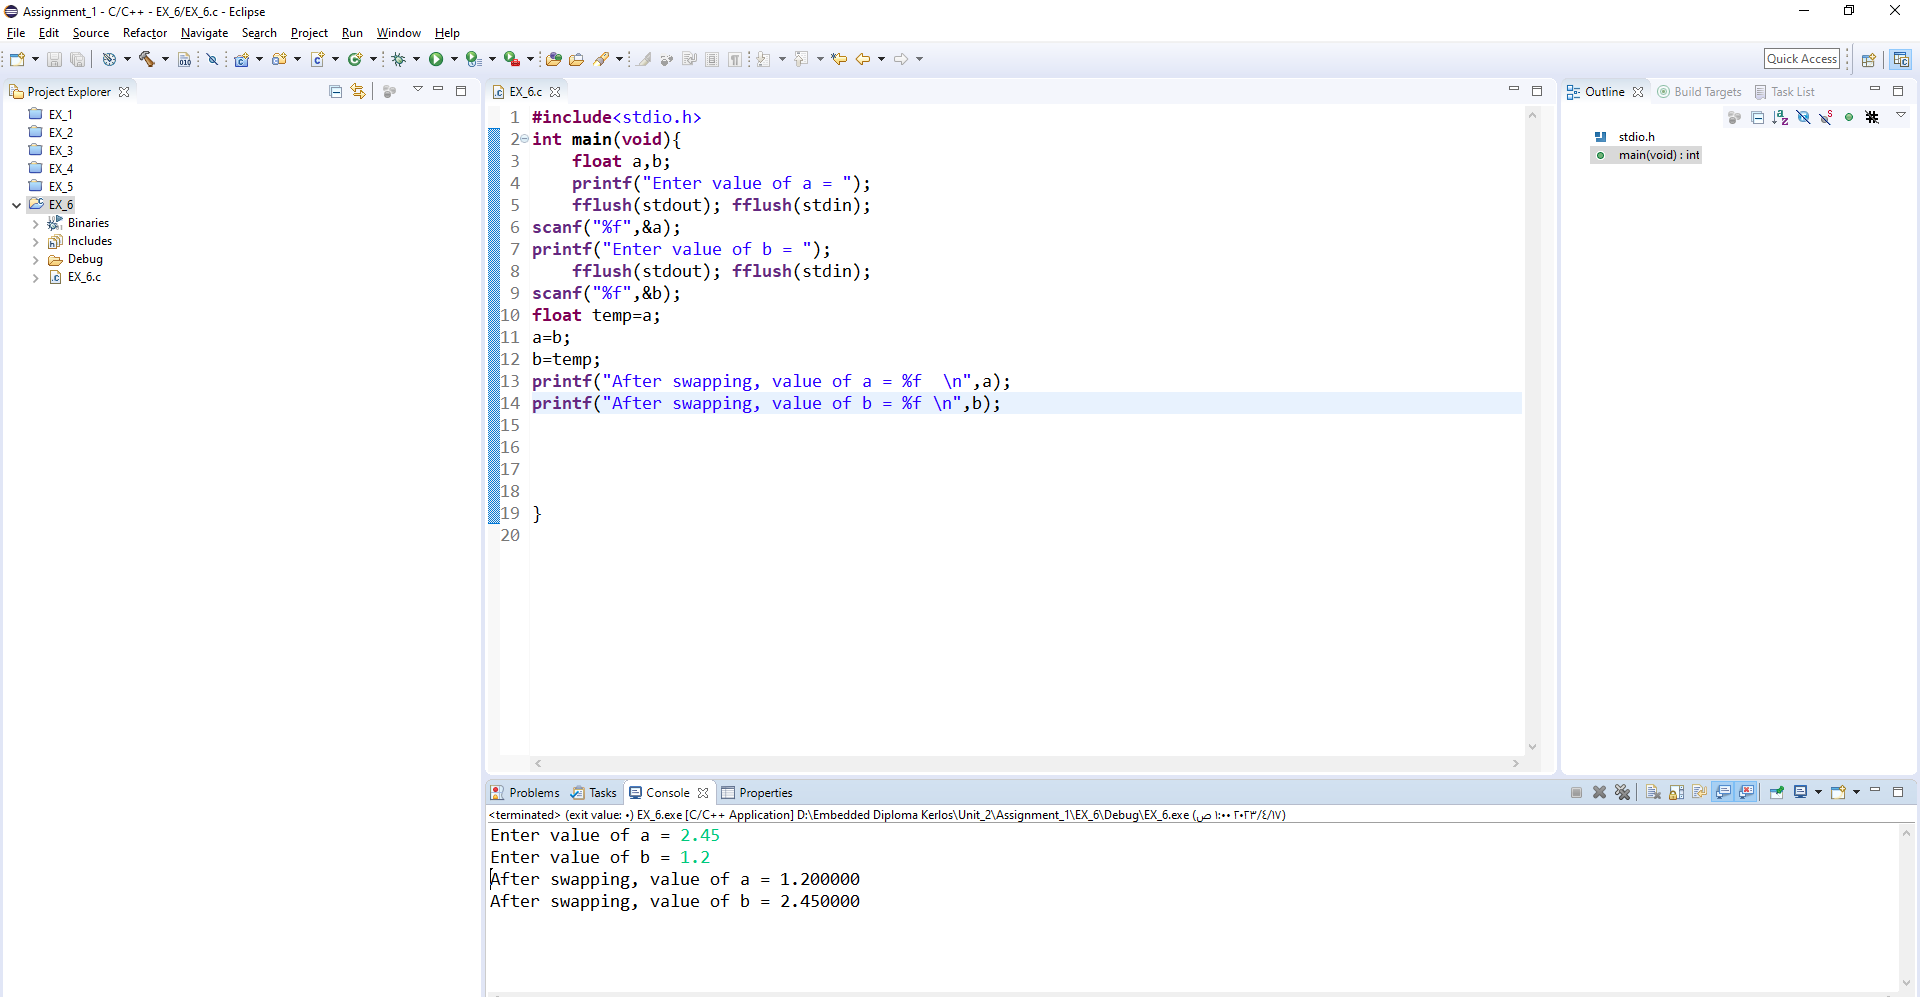 Assignment_1 - C/C++ - EX_6/EX_6.c - Eclipse
File Edit Source Refactor Navigate Search Project Run Window Help
Quick Access
Project Explorer
EX_1
EX_2
EX_3
EX_4
EX_5
EX_6
Binaries
Includes
Debug
EX_6.c
EX_6.c
1 #include<stdio.h>
2 int main(void){
3 float a,b;
4 printf("Enter value of a = ");
5 fflush(stdout); fflush(stdin);
6 scanf("%f",&a);
7 printf("Enter value of b = ");
8 fflush(stdout); fflush(stdin);
9 scanf("%f",&b);
10 float temp=a;
11 a=b;
12 b=temp;
13 printf("After swapping, value of a = %f  \n",a);
14 printf("After swapping, value of b = %f \n",b);
15
16
17
18
19 }
20
Outline Build Targets Task List
stdio.h
main(void) : int
Problems Tasks Console Properties
<terminated> (exit value: ٠) EX_6.exe [C/C++ Application] D:\Embedded Diploma Kerlos\Unit_2\Assignment_1\EX_6\Debug\EX_6.exe (٢٠٢٣/٤/١٧ ١:٠٠ ص)
Enter value of a = 2.45
Enter value of b = 1.2
After swapping, value of a = 1.200000
After swapping, value of b = 2.450000